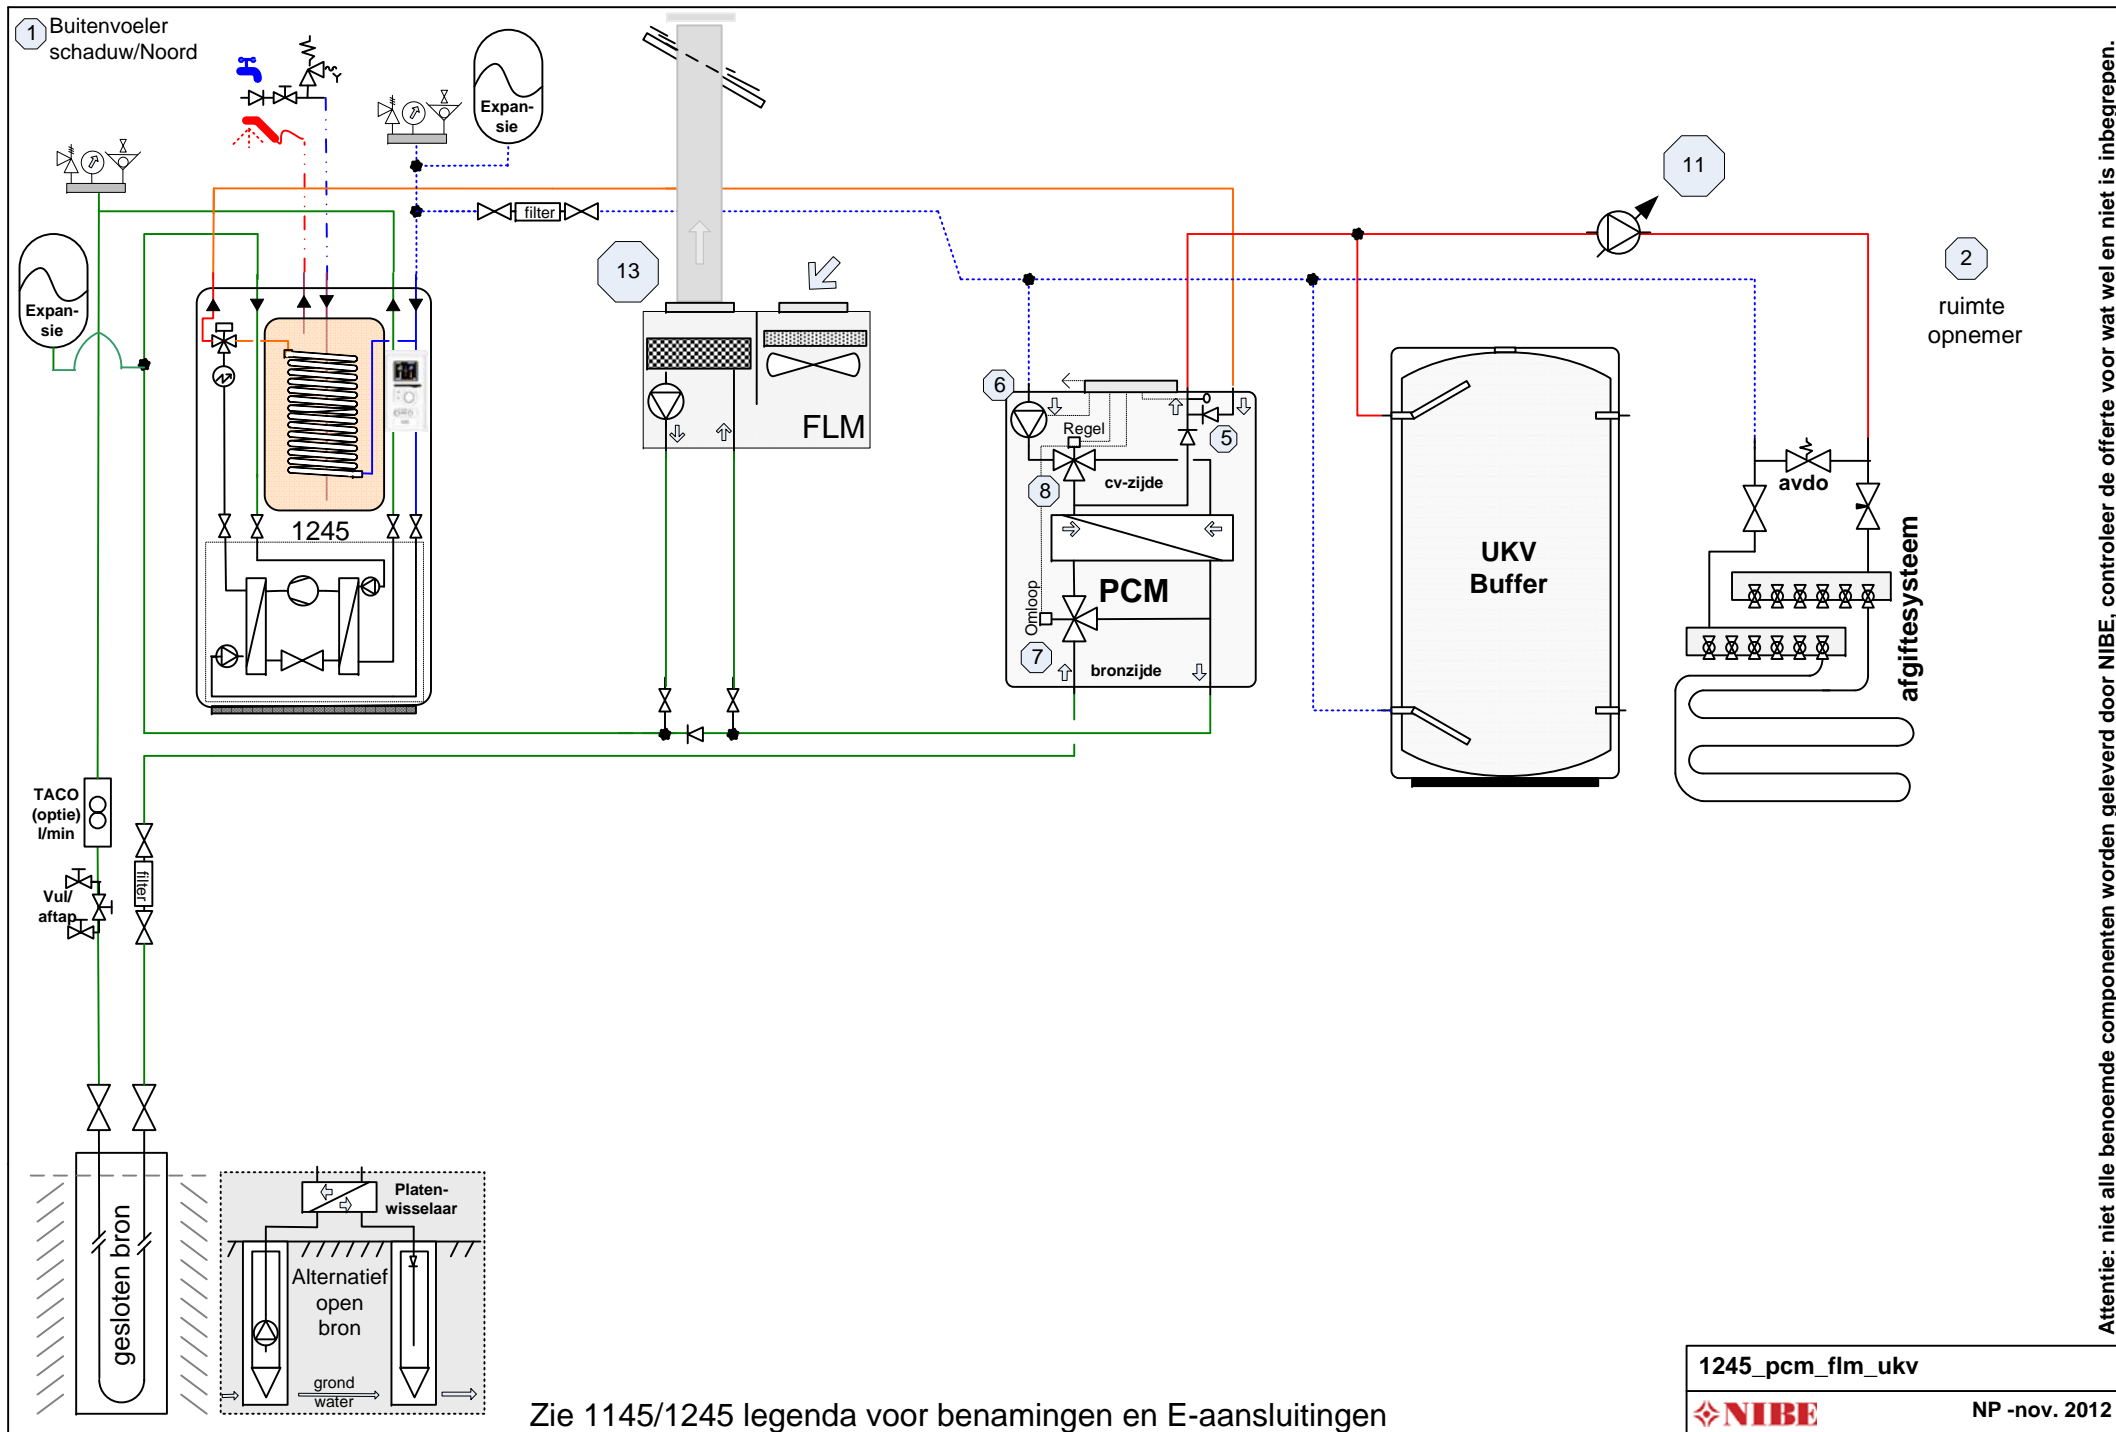 1
Buitenvoeler
schaduw/Noord
Expan-
sie
filter
Expan-
sie
13
11
2
ruimte
opnemer
FLM
6
Regel
5
8
cv-zijde
PCM
Omloop
7
bronzijde
1245
UKV
Buffer
avdo
afgiftesysteem
TACO
(optie)
l/min
filter
Vul/
aftap
gesloten bron
Platen-
wisselaar
Alternatief
open
bron
grond
water
Zie 1145/1245 legenda voor benamingen en E-aansluitingen
Attentie: niet alle benoemde componenten worden geleverd door NIBE, controleer de offerte voor wat wel en niet is inbegrepen.
1245_pcm_flm_ukv
NIBE
NP -nov. 2012